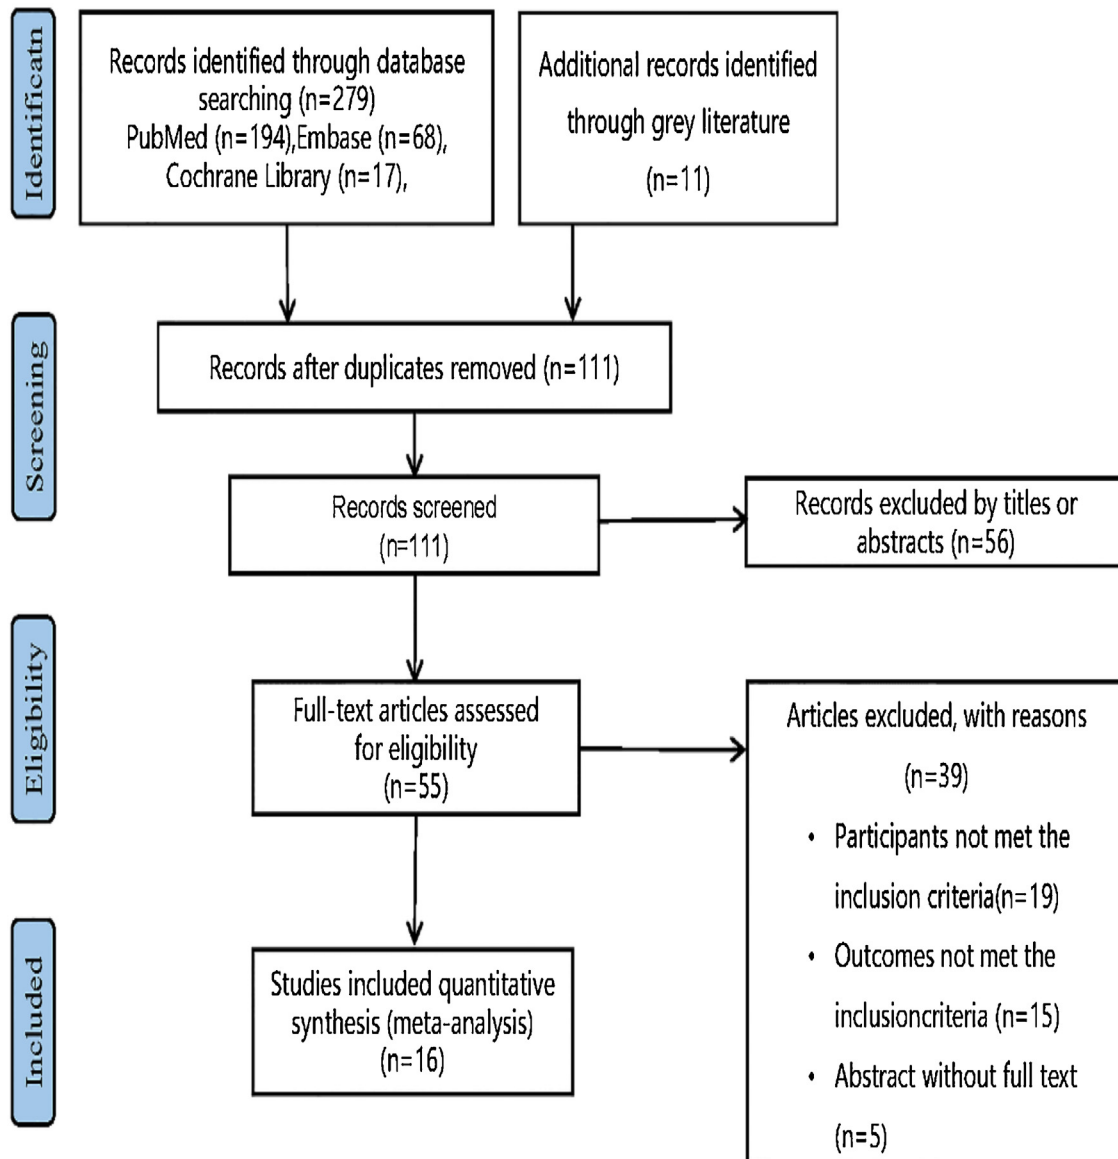 Identificatn
Records identified through database
searching (n=279)
PubMed (n=194),Embase (n=68),
Cochrane Library (n=17),
Additional records identified
through grey literature
(n=11)
Screening
Records after duplicates removed (n=111)
Records screened
(n=111)
Records excluded by titles or
abstracts (n=56)
Eligibility
Full-text articles assessed
for eligibility
(n=55)
Articles excluded, with reasons
(n=39)
• Participants not met the
inclusion criteria(n=19)
• Outcomes not met the
inclusioncriteria (n=15)
• Abstract without full text
(n=5)
Included
Studies included quantitative
synthesis (meta-analysis)
(n=16)